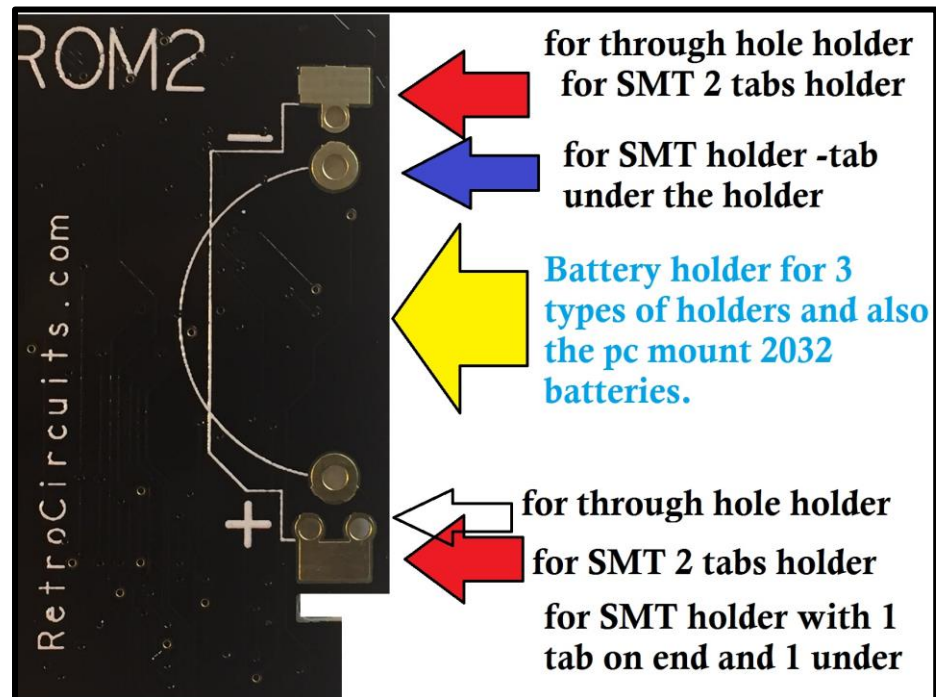 ROM2
RetroCircuits.com
−
+
for through hole holder
for SMT 2 tabs holder
for SMT holder -tab
under the holder
Battery holder for 3
types of holders and also
the pc mount 2032
batteries.
for through hole holder
for SMT 2 tabs holder
for SMT holder with 1
tab on end and 1 under